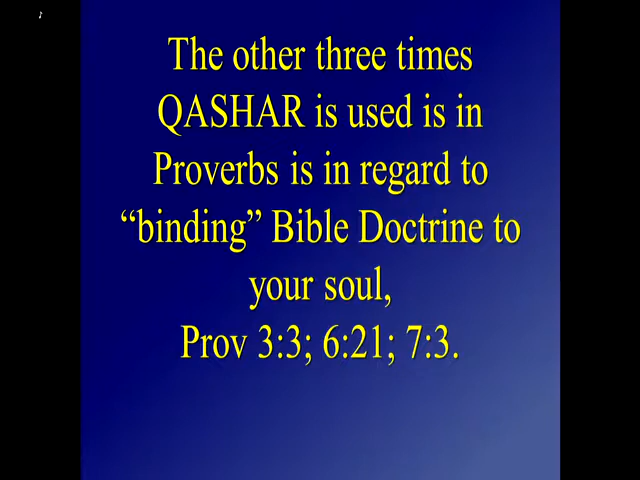 The other three times
QASHAR is used is in
Proverbs is in regard to
“binding” Bible Doctrine to
your soul,
Prov 3:3; 6:21; 7:3.